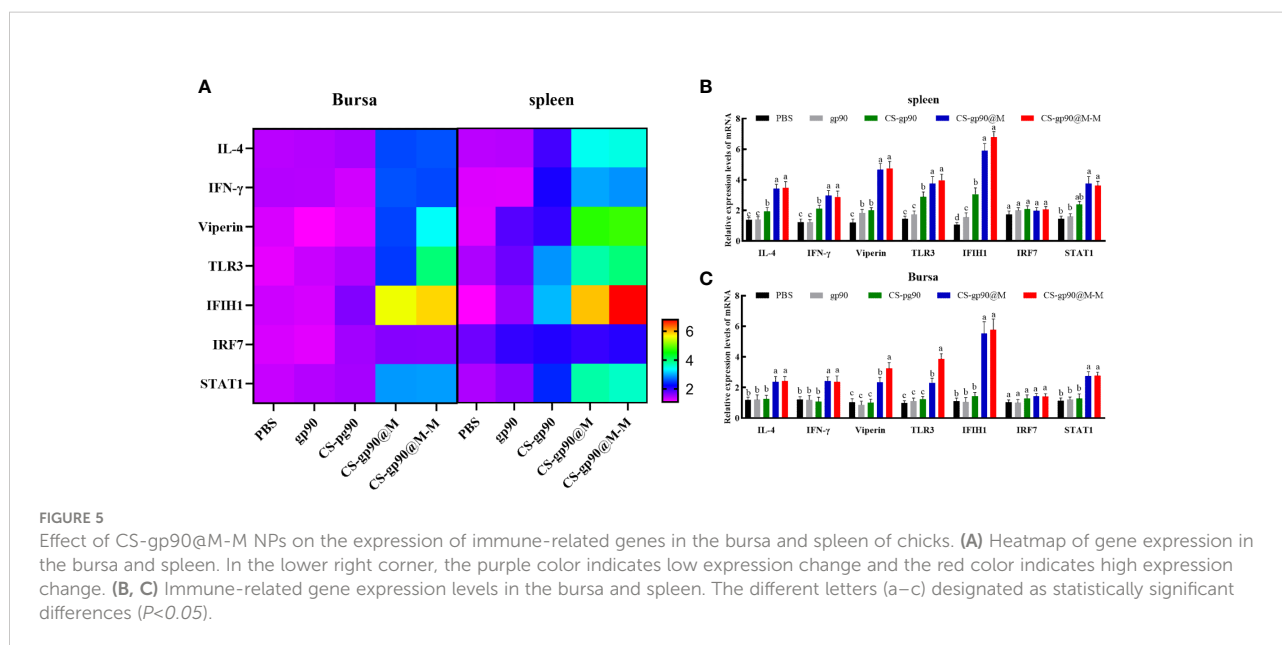 A
Bursa
spleen
IL-4
IFN-γ
Viperin
TLR3
IFIH1
IRF7
STAT1
6
4
2
PBS
gp90
CS-pg90
CS-gp90@M
CS-gp90@M-M
PBS
gp90
CS-gp90
CS-gp90@M
CS-gp90@M-M
B
spleen
PBS gp90 CS-gp90 CS-gp90@M CS-gp90@M-M
Relative expression levels of mRNA
8
6
4
2
0
c c b a a
b b b a a
c b b a a
c c b a a
d c b a a
a a a a a
b b ab a a
IL-4 IFN-γ Viperin TLR3 IFIH1 IRF7 STAT1
C
Bursa
PBS gp90 CS-pg90 CS-gp90@M CS-gp90@M-M
Relative expression levels of mRNA
8
6
4
2
0
b b b a a
b b b a a
c c c b a
c c c b a
b b b a a
a a a a a
b b b a a
IL-4 IFN-γ Viperin TLR3 IFIH1 IRF7 STAT1
FIGURE 5
Effect of CS-gp90@M-M NPs on the expression of immune-related genes in the bursa and spleen of chicks. (A) Heatmap of gene expression in
the bursa and spleen. In the lower right corner, the purple color indicates low expression change and the red color indicates high expression
change. (B, C) Immune-related gene expression levels in the bursa and spleen. The different letters (a–c) designated as statistically significant
differences (P<0.05).